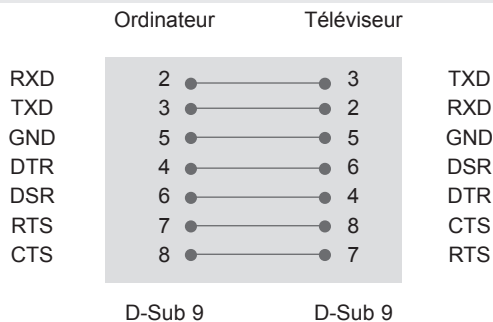 Ordinateur Téléviseur
RXD 2 3 TXD
TXD 3 2 RXD
GND 5 5 GND
DTR 4 6 DSR
DSR 6 4 DTR
RTS 7 8 CTS
CTS 8 7 RTS
D-Sub 9 D-Sub 9